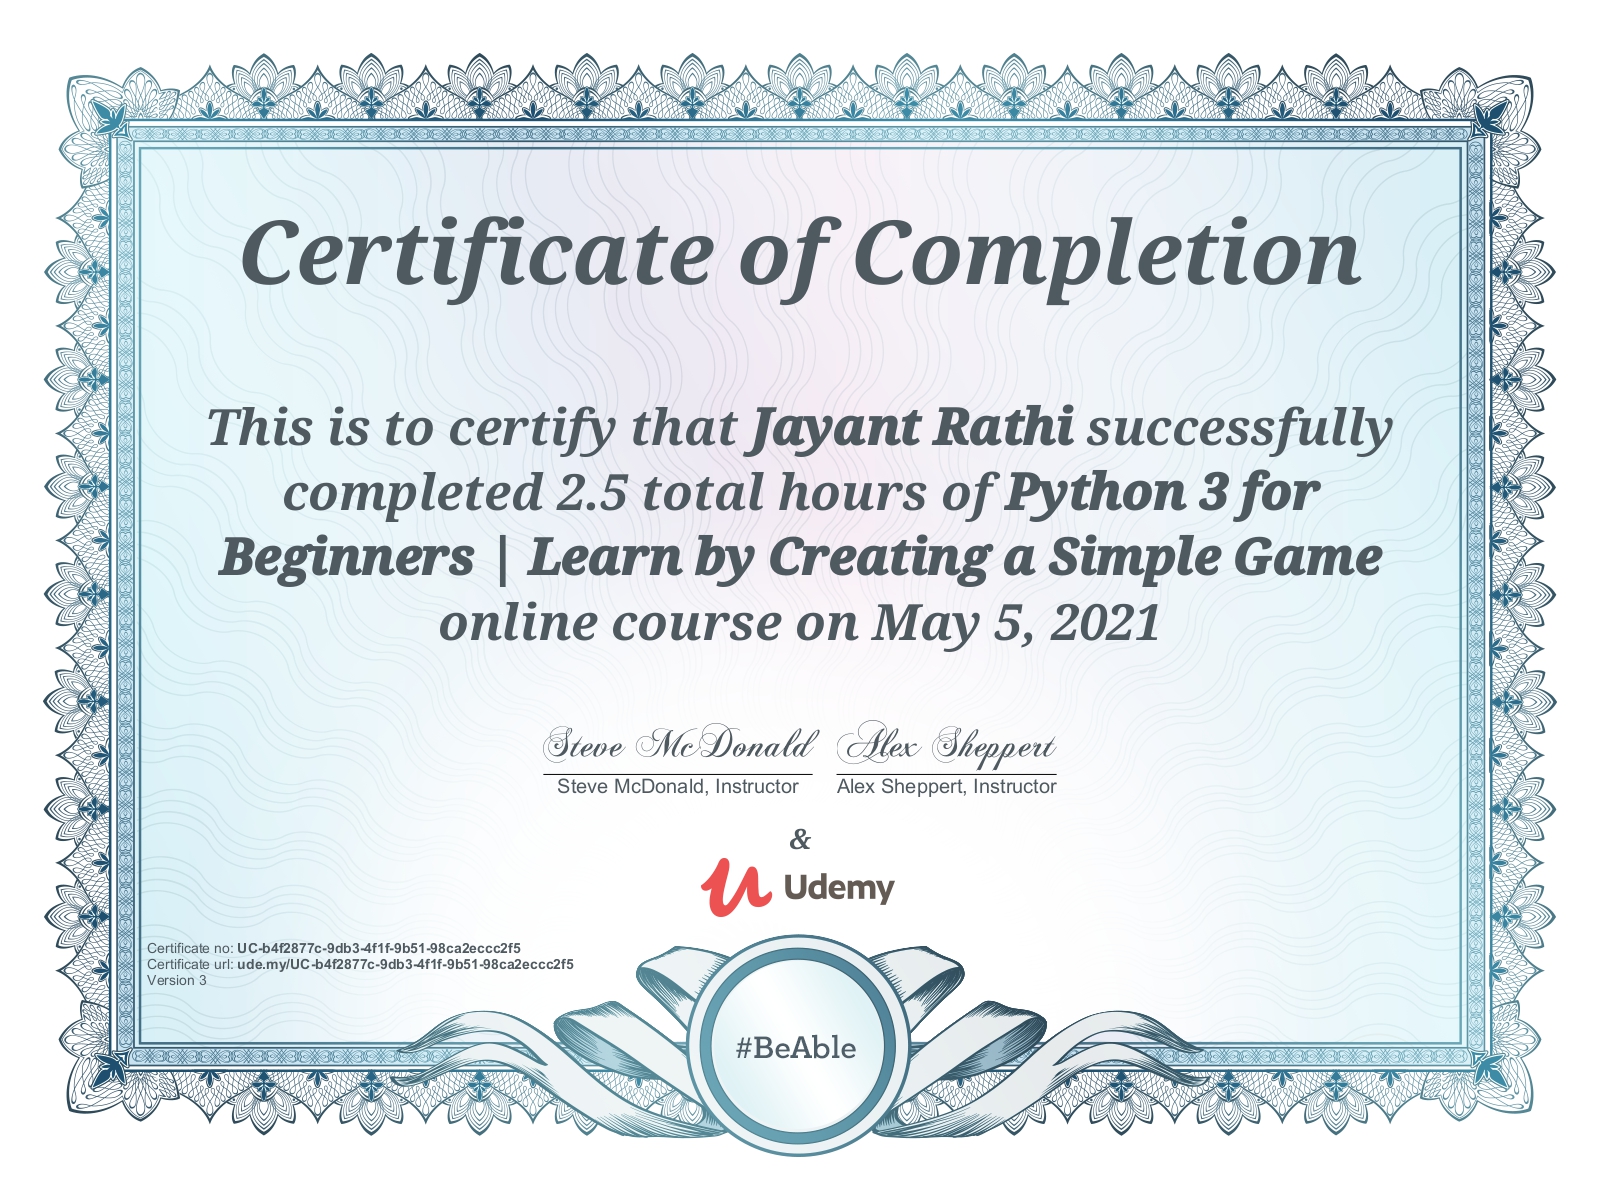 Certificate of Completion
This is to certify that Jayant Rathi successfully
completed 2.5 total hours of Python 3 for
Beginners | Learn by Creating a Simple Game
online course on May 5, 2021
Steve McDonald Alex Sheppert
Steve McDonald, Instructor Alex Sheppert, Instructor
&
Udemy
Certificate no: UC-b4f2877c-9db3-4f1f-9b51-98ca2eccc2f5
Certificate url: ude.my/UC-b4f2877c-9db3-4f1f-9b51-98ca2eccc2f5
Version 3
#BeAble